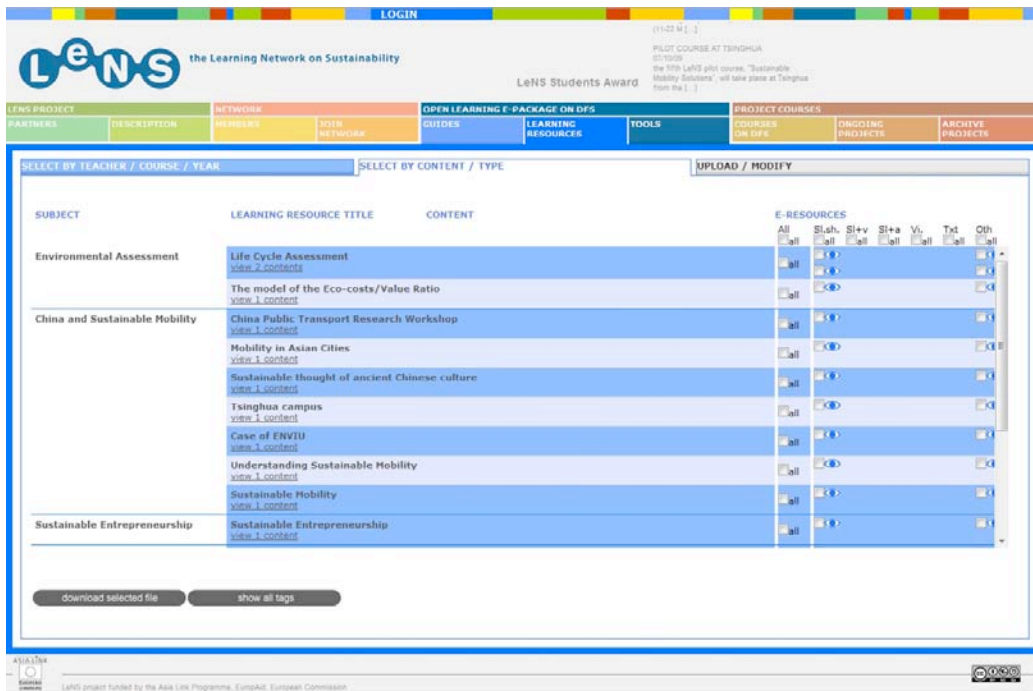 LOGIN
LeNS
the Learning Network on Sustainability
LeNS Students Award
(11-22 M [...]
PILOT COURSE AT TSINGHUA
07/10/09
the fifth LeNS pilot course, "Sustainable
Mobility Solutions", will take place at Tsinghua
from the [...]
LENS PROJECT
NETWORK
OPEN LEARNING E-PACKAGE ON DFS
PROJECT COURSES
PARTNERS
DESCRIPTION
MEMBERS
JOIN
NETWORK
GUIDES
LEARNING
RESOURCES
TOOLS
COURSES
ON DFS
ONGOING
PROJECTS
ARCHIVE
PROJECTS
SELECT BY TEACHER / COURSE / YEAR
SELECT BY CONTENT / TYPE
UPLOAD / MODIFY
SUBJECT
LEARNING RESOURCE TITLE
CONTENT
E-RESOURCES
All Sl.sh. Sl+v Sl+a Vi. Txt Oth
all all all all all all all
Environmental Assessment
Life Cycle Assessment
view 2 contents
all
The model of the Eco-costs/Value Ratio
view 1 content
all
China and Sustainable Mobility
China Public Transport Research Workshop
view 1 content
all
Mobility in Asian Cities
view 1 content
all
Sustainable thought of ancient Chinese culture
view 1 content
all
Tsinghua campus
view 1 content
all
Case of ENVIU
view 1 content
all
Understanding Sustainable Mobility
view 1 content
all
Sustainable Mobility
view 1 content
all
Sustainable Entrepreneurship
Sustainable Entrepreneurship
view 1 content
all
download selected file
show all tags
ASIA LINK
LeNS project funded by the Asia Link Programme, EuropAid, European Commission